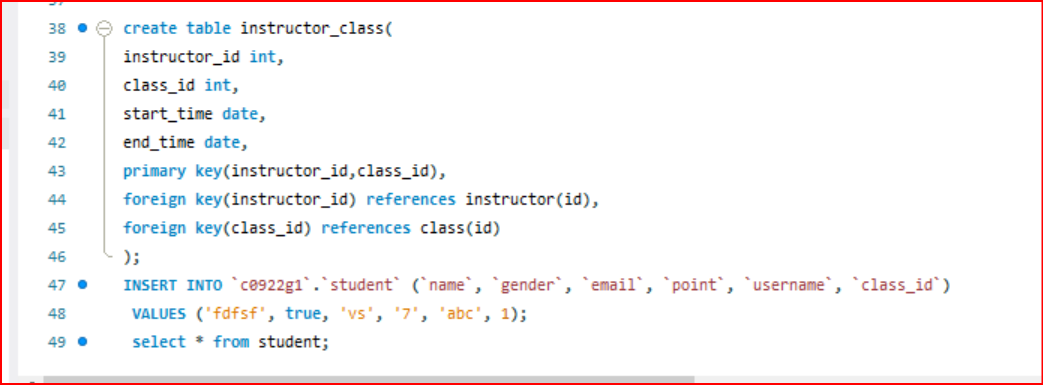 38 create table instructor_class(
39 instructor_id int,
40 class_id int,
41 start_time date,
42 end_time date,
43 primary key(instructor_id,class_id),
44 foreign key(instructor_id) references instructor(id),
45 foreign key(class_id) references class(id)
46 );
47 INSERT INTO `c0922g1`.`student` (`name`, `gender`, `email`, `point`, `username`, `class_id`)
48 VALUES ('fdfsf', true, 'vs', '7', 'abc', 1);
49 select * from student;